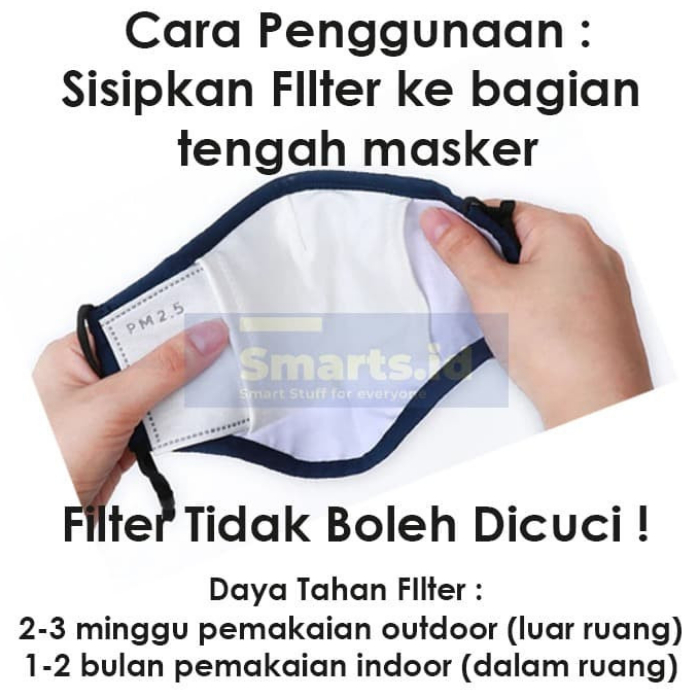 Cara Penggunaan :
Sisipkan FIlter ke bagian
tengah masker
PM2.5
Smarts.id
Smart Stuff for everyone
Filter Tidak Boleh Dicuci !
Daya Tahan FIlter :
2-3 minggu pemakaian outdoor (luar ruang)
1-2 bulan pemakaian indoor (dalam ruang)